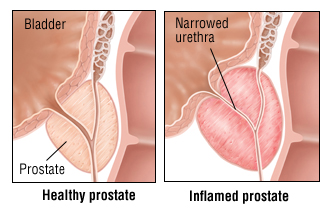 Bladder
Prostate
Healthy prostate
Narrowed
urethra
Inflamed prostate